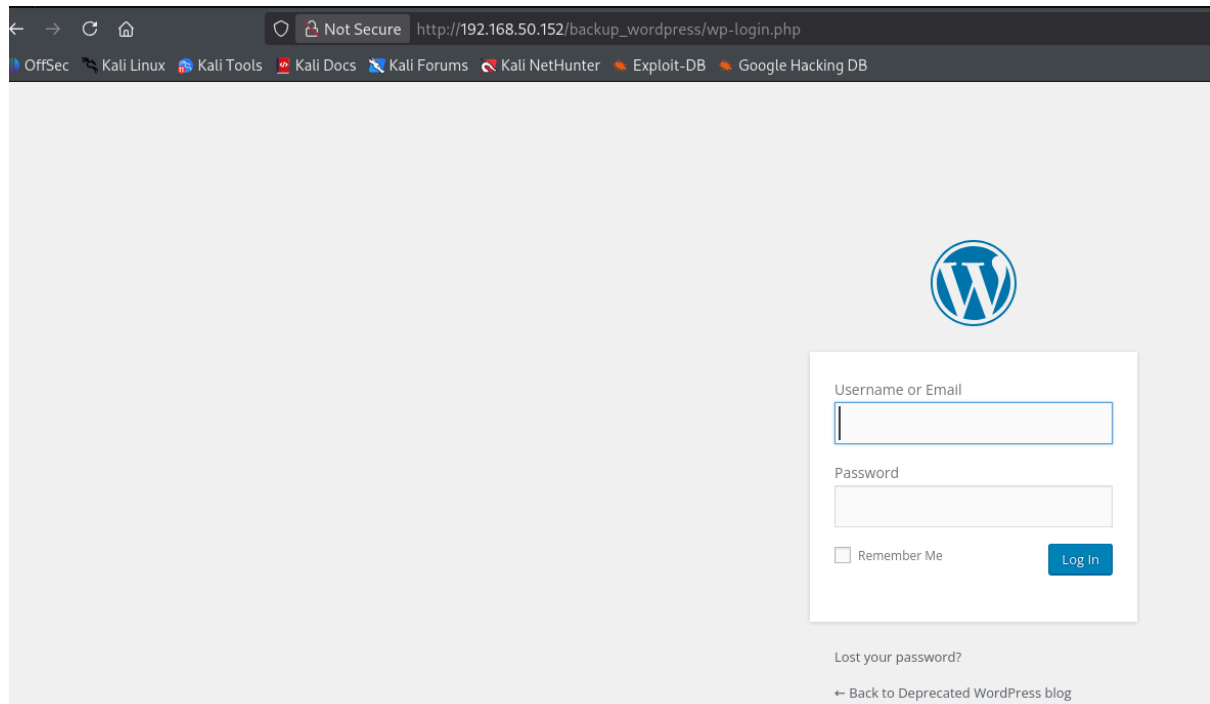 Not Secure http://192.168.50.152/backup_wordpress/wp-login.php
OffSec Kali Linux Kali Tools Kali Docs Kali Forums Kali NetHunter Exploit-DB Google Hacking DB
Username or Email
Password
Remember Me
Log In
Lost your password?
← Back to Deprecated WordPress blog